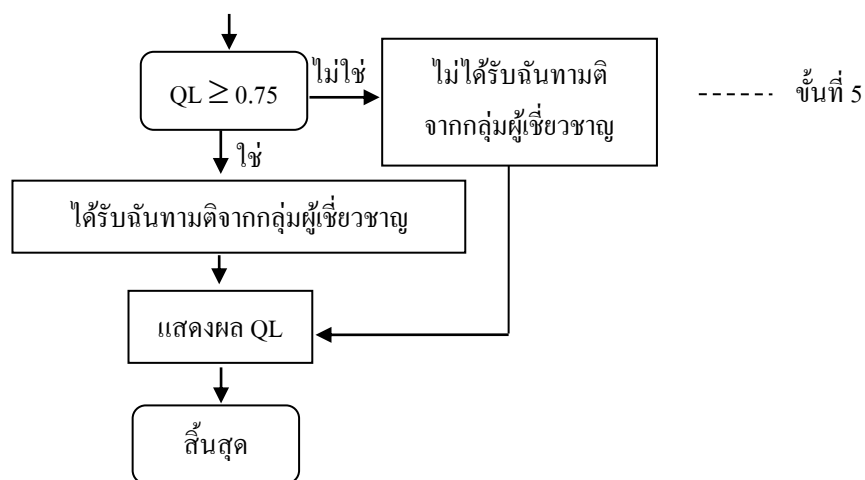 QL ≥ 0.75
ไม่ใช่
ไม่ได้รับฉันทามติ
จากกลุ่มผู้เชี่ยวชาญ
ขั้นที่ 5
ใช่
ได้รับฉันทามติจากกลุ่มผู้เชี่ยวชาญ
แสดงผล QL
สิ้นสุด